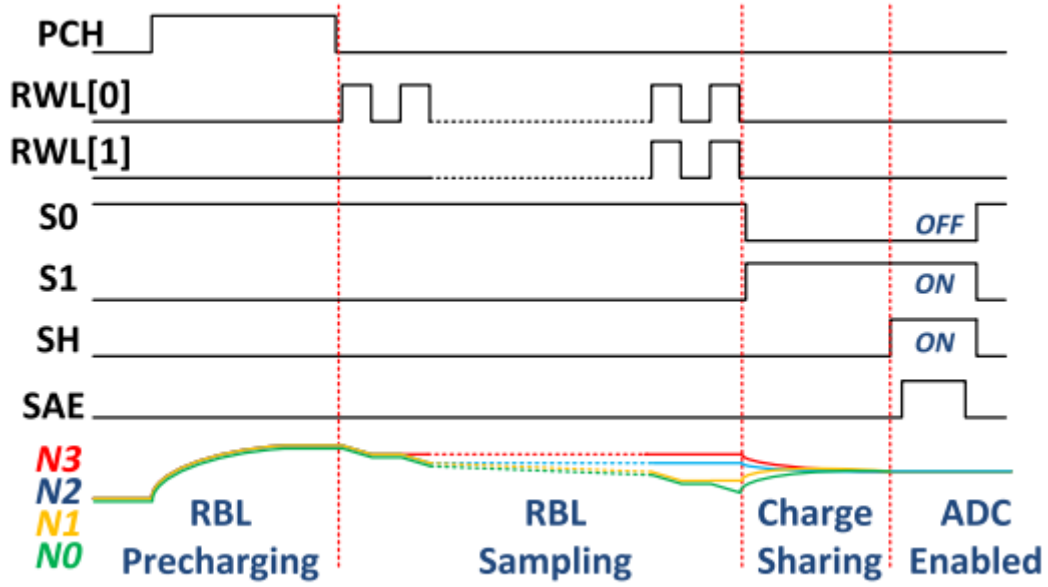 PCH
RWL[0]
RWL[1]
S0
OFF
S1
ON
SH
ON
SAE
N3
N2
N1
N0
RBL
Precharging
RBL
Sampling
Charge
Sharing
ADC
Enabled